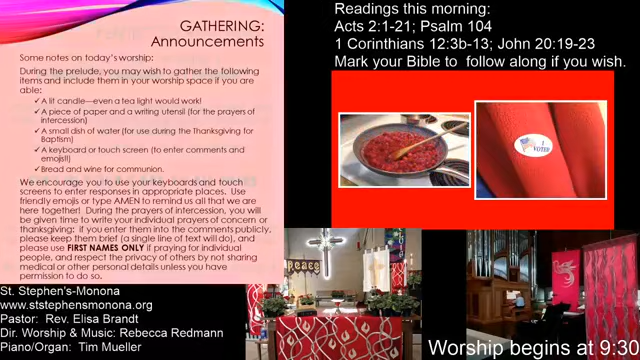 GATHERING:
Announcements
Some notes on today's worship:
During the prelude, you may wish to gather the following
items and include them in your worship space if you are
able:
✓A lit candle—even a tea light would work!
✓A piece of paper and a writing utensil (for the prayers of
intercession)
✓A small dish of water (for use during the Thanksgiving for
Baptism)
✓A keyboard or touch screen (to enter comments and
emojis!!)
✓Bread and wine for communion.
We encourage you to use your keyboards and touch
screens to enter responses in appropriate places. Use
friendly emojis or type AMEN to remind us all that we are
here together! During the prayers of intercession, you will
be given time to write your individual prayers of concern or
thanksgiving; if you enter them into the comments publicly,
please keep them brief (a single line of text will do), and
please use FIRST NAMES ONLY if praying for individual
people, and respect the privacy of others by not sharing
medical or other personal details unless you have
permission to do so.
St. Stephen's-Monona
www.ststephensmonona.org
Pastor: Rev. Elisa Brandt
Dir. Worship & Music: Rebecca Redmann
Piano/Organ: Tim Mueller
Readings this morning:
Acts 2:1-21; Psalm 104
1 Corinthians 12:3b-13; John 20:19-23
Mark your Bible to follow along if you wish.
I
VOTED
Peace
Worship begins at 9:30